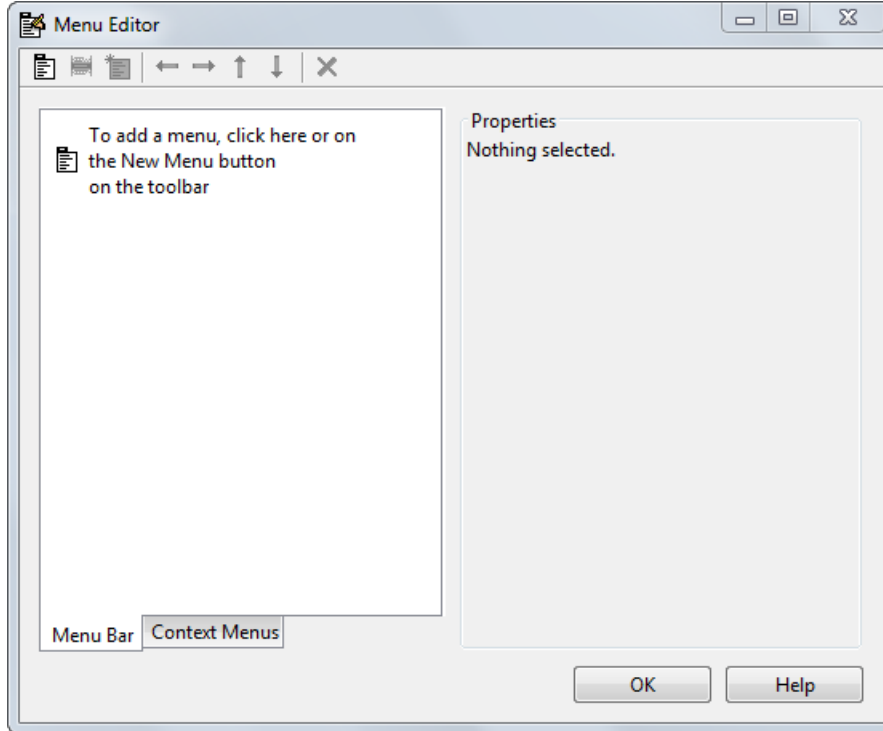 Menu Editor
To add a menu, click here or on
the New Menu button
on the toolbar
Properties
Nothing selected.
Menu Bar
Context Menus
OK
Help